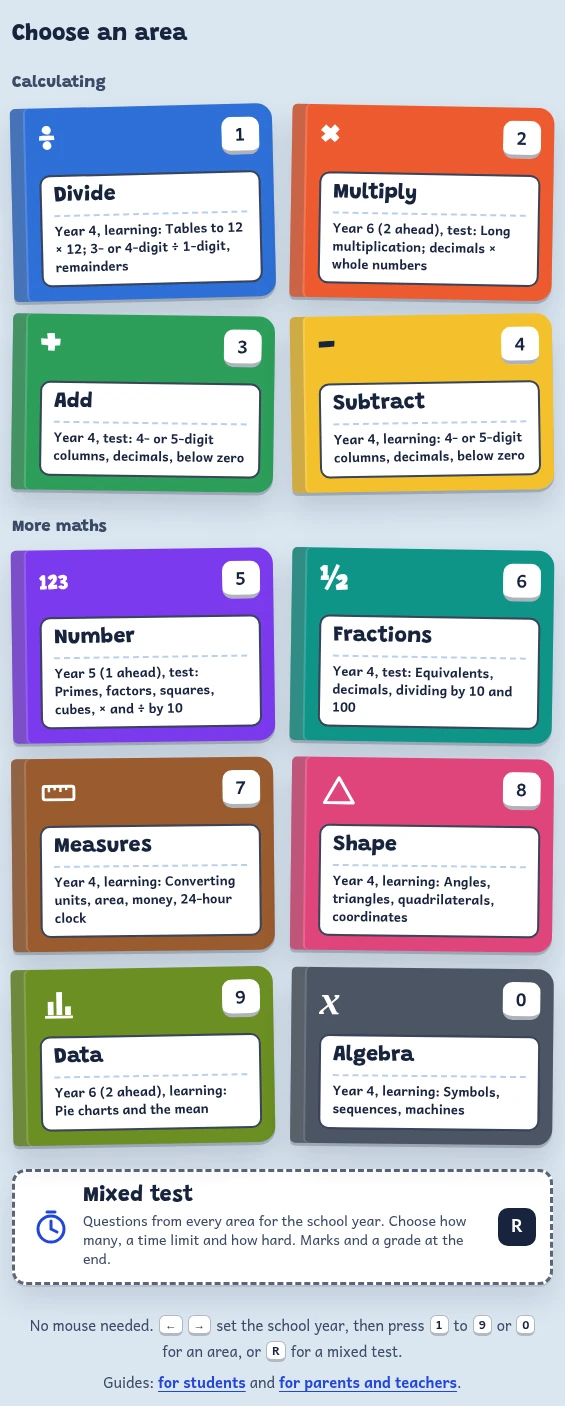 Choose an area
Calculating
÷
1
Divide
Year 4, learning: Tables to 12
× 12; 3- or 4-digit ÷ 1-digit,
remainders
×
2
Multiply
Year 6 (2 ahead), test: Long
multiplication; decimals ×
whole numbers
+
3
Add
Year 4, test: 4- or 5-digit
columns, decimals, below zero
−
4
Subtract
Year 4, learning: 4- or 5-digit
columns, decimals, below zero
More maths
123
5
Number
Year 5 (1 ahead), test:
Primes, factors, squares,
cubes, × and ÷ by 10
½
6
Fractions
Year 4, test: Equivalents,
decimals, dividing by 10 and
100
7
Measures
Year 4, learning: Converting
units, area, money, 24-hour
clock
8
Shape
Year 4, learning: Angles,
triangles, quadrilaterals,
coordinates
9
Data
Year 6 (2 ahead), learning:
Pie charts and the mean
x
0
Algebra
Year 4, learning: Symbols,
sequences, machines
Mixed test
Questions from every area for the school year. Choose how
many, a time limit and how hard. Marks and a grade at the
end.
R
No mouse needed. ← → set the school year, then press 1 to 9 or 0
for an area, or R for a mixed test.
Guides: for students and for parents and teachers.